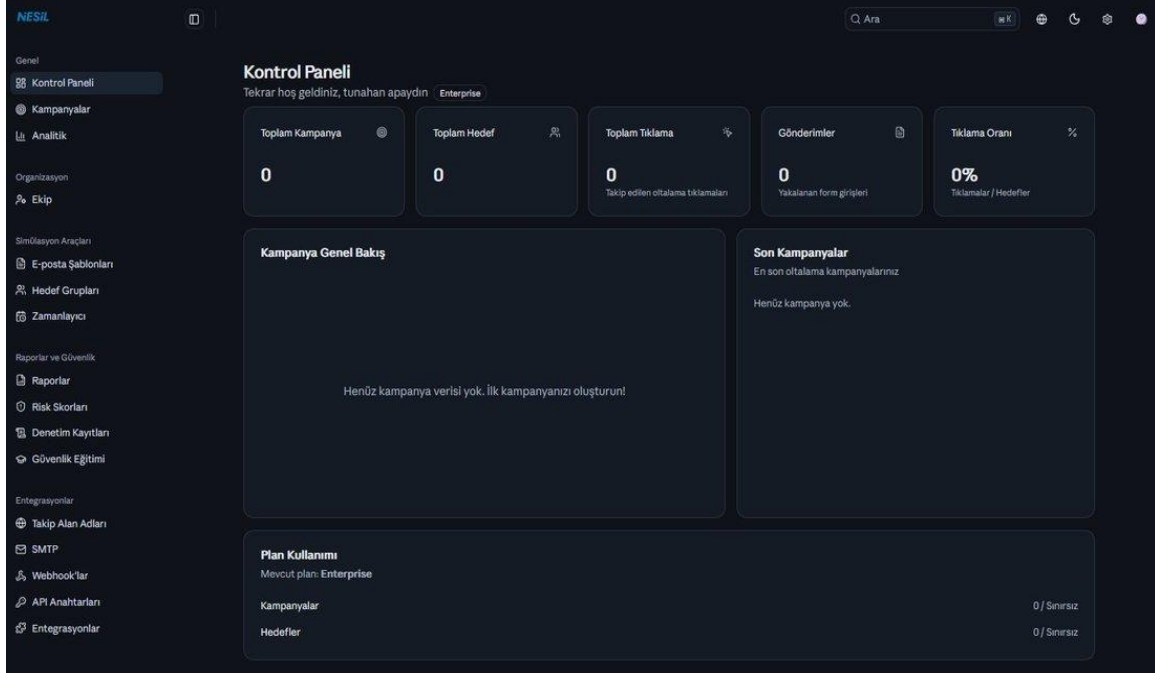 NESİL
Ara
⌘ K
Genel
Kontrol Paneli
Kampanyalar
Analitik
Organizasyon
Ekip
Simülasyon Araçları
E-posta Şablonları
Hedef Grupları
Zamanlayıcı
Raporlar ve Güvenlik
Raporlar
Risk Skorları
Denetim Kayıtları
Güvenlik Eğitimi
Entegrasyonlar
Takip Alan Adları
SMTP
Webhook'lar
API Anahtarları
Entegrasyonlar
Kontrol Paneli
Tekrar hoş geldiniz, tunahan apaydın Enterprise
Toplam Kampanya
0
Toplam Hedef
0
Toplam Tıklama
0
Takip edilen oltalama tıklamaları
Gönderimler
0
Yakalanan form girişleri
Tıklama Oranı
0%
Tıklamalar / Hedefler
Kampanya Genel Bakış
Henüz kampanya verisi yok. İlk kampanyanızı oluşturun!
Son Kampanyalar
En son oltalama kampanyalarınız
Henüz kampanya yok.
Plan Kullanımı
Mevcut plan: Enterprise
Kampanyalar 0 / Sınırsız
Hedefler 0 / Sınırsız